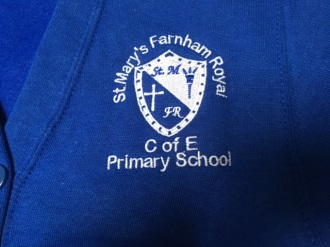 St.Mary's Farnham Royal
St. M
FR
C of E
Primary School